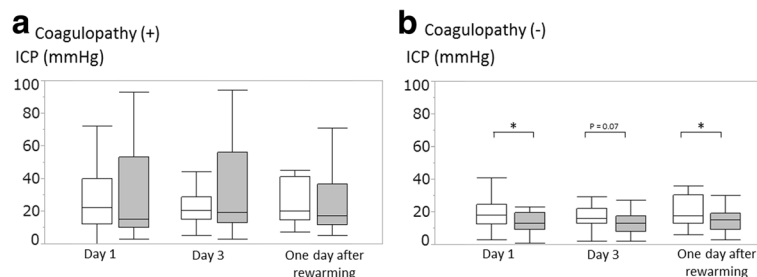 a Coagulopathy (+)
ICP (mmHg)
100
80
60
40
20
0
Day 1
Day 3
One day after
rewarming
b Coagulopathy (-)
ICP (mmHg)
100
80
60
40
20
0
*
P = 0.07
*
Day 1
Day 3
One day after
rewarming